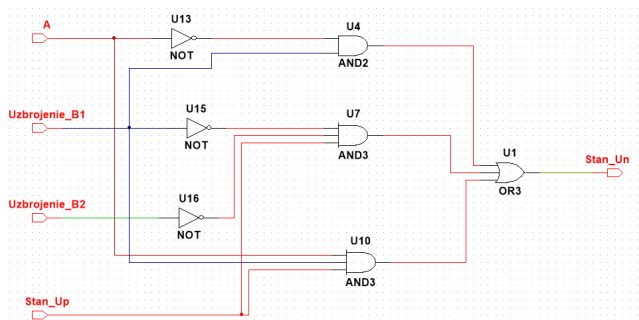 U13
A
NOT
U4
AND2
Uzbrojenie_B1
U15
NOT
U7
AND3
U1
OR3
Stan_Un
Uzbrojenie_B2
U16
NOT
U10
AND3
Stan_Up